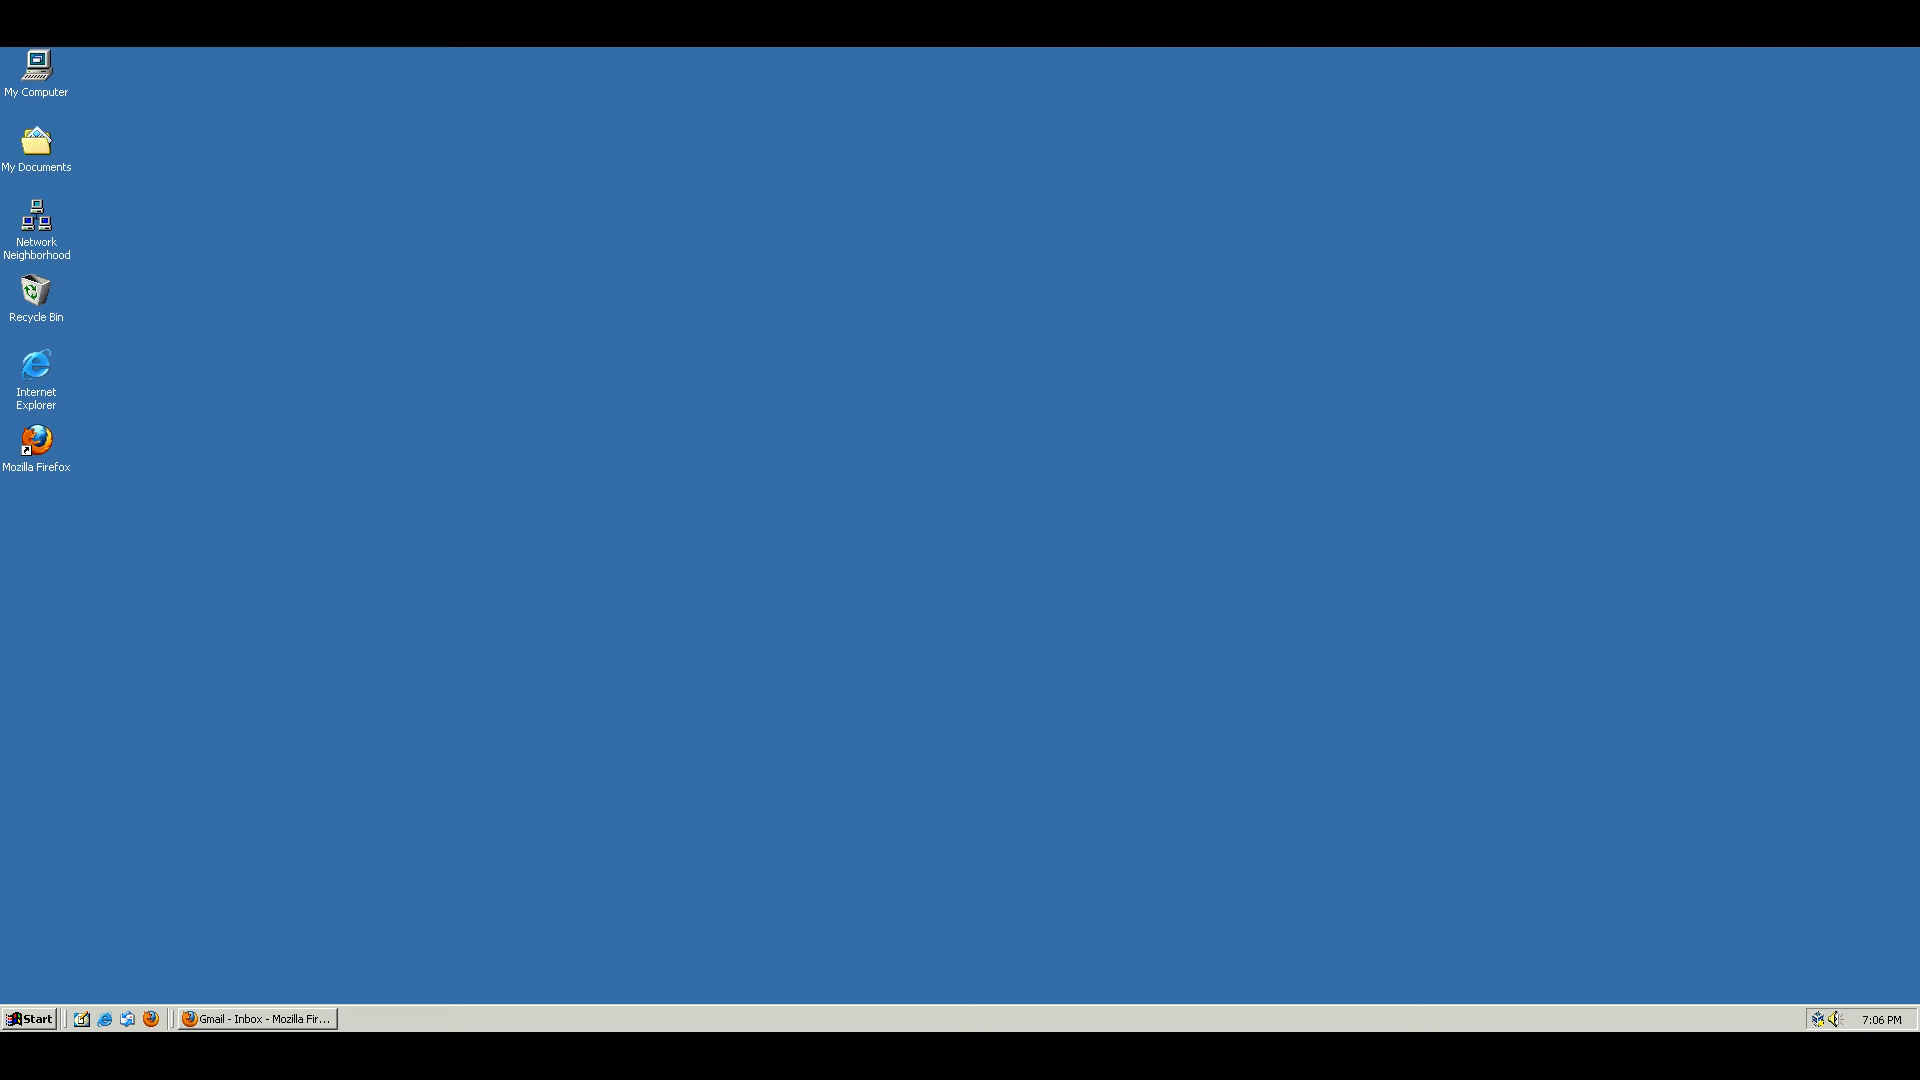 My Computer
My Documents
Network
Neighborhood
Recycle Bin
Internet
Explorer
Mozilla Firefox
Start
Gmail - Inbox - Mozilla Fir...
7:06 PM